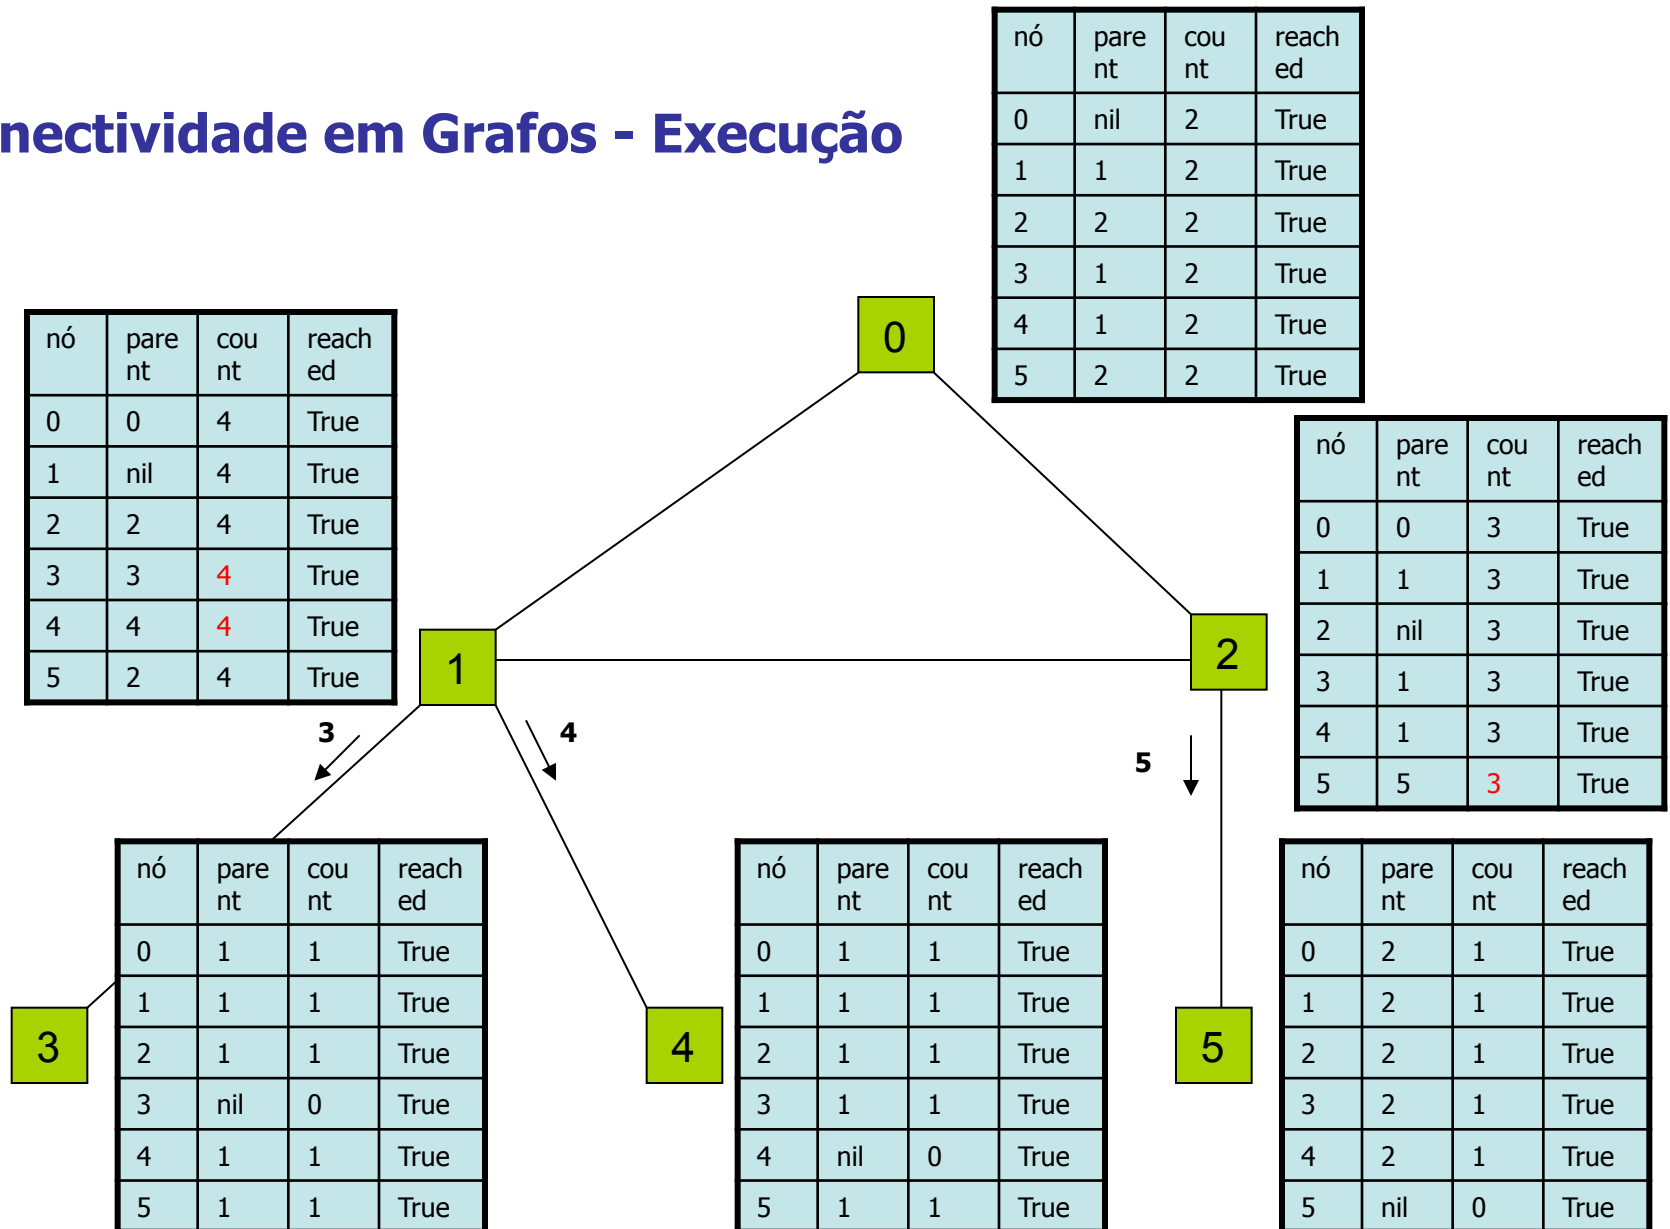 nectividade em Grafos - Execução
nó pare nt cou nt reach ed
0 nil 2 True
1 1 2 True
2 2 2 True
3 1 2 True
4 1 2 True
5 2 2 True
0
nó pare nt cou nt reach ed
0 0 4 True
1 nil 4 True
2 2 4 True
3 3 4 True
4 4 4 True
5 2 4 True
nó pare nt cou nt reach ed
0 0 3 True
1 1 3 True
2 nil 3 True
3 1 3 True
4 1 3 True
5 5 3 True
1
2
3
4
5
nó pare nt cou nt reach ed
0 1 1 True
1 1 1 True
2 1 1 True
3 nil 0 True
4 1 1 True
5 1 1 True
nó pare nt cou nt reach ed
0 1 1 True
1 1 1 True
2 1 1 True
3 1 1 True
4 nil 0 True
5 1 1 True
nó pare nt cou nt reach ed
0 2 1 True
1 2 1 True
2 2 1 True
3 2 1 True
4 2 1 True
5 nil 0 True
3
4
5